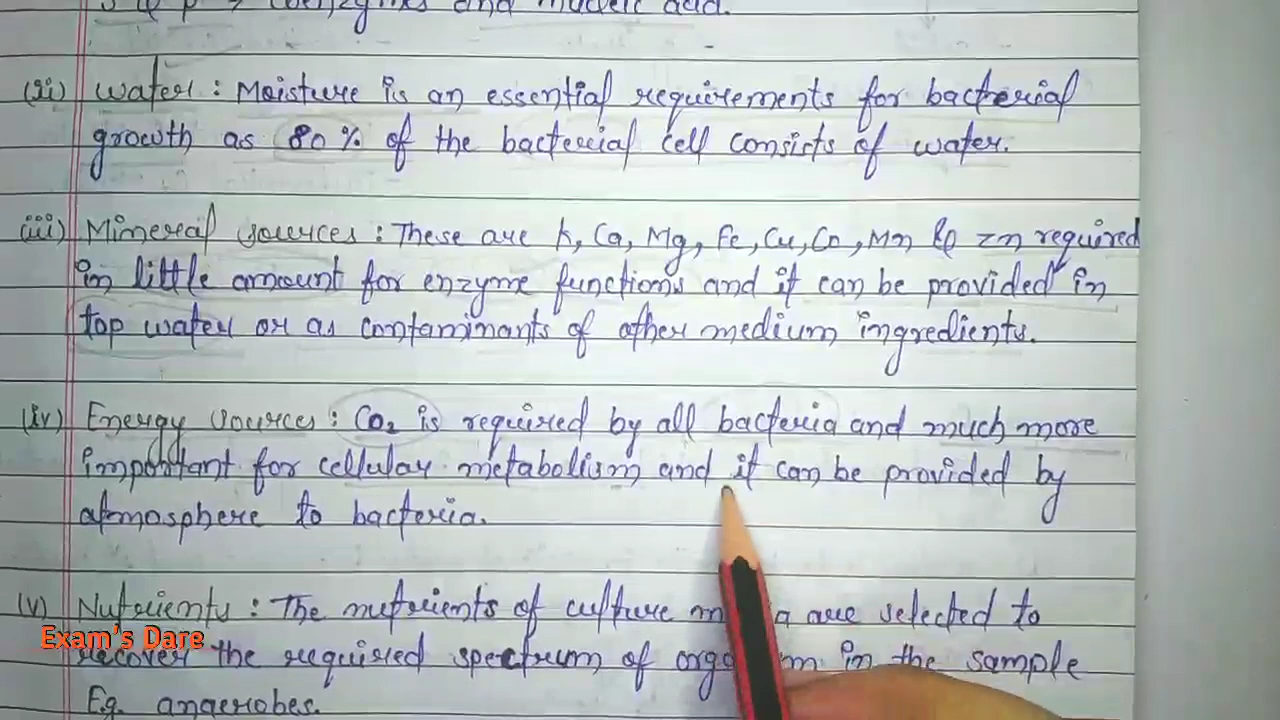 S & P → Coenzymes and nucleic acid.
(ii) Water : Moisture is an essential requirements for bacterial
growth as 80% of the bacterial cell consists of water.
(iii) Mineral sources : These are K, Ca, Mg, Fe, Cu, Co, Mn & Zn required
in little amount for enzyme functions and it can be provided in
top water or as contaminants of other medium ingredients.
(iv) Energy sources : CO2 is required by all bacteria and much more
important for cellular metabolism and it can be provided by
atmosphere to bacteria.
(v) Nutrients : The nutrients of culture are selected to
Exam's Dare
recover the required spectrum of in the sample
E.g. anaerobes.